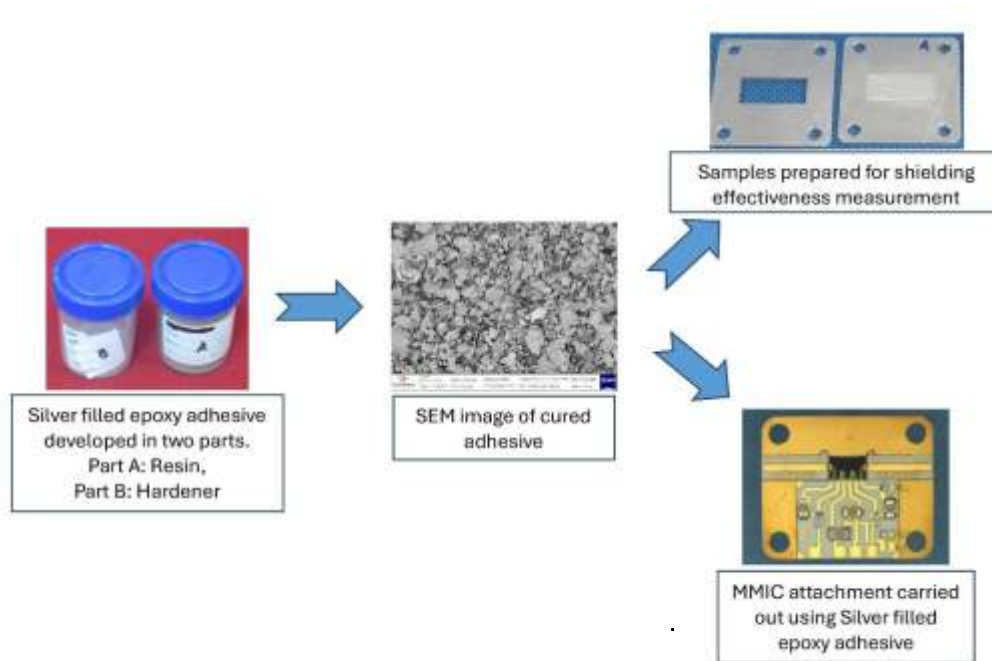 Samples prepared for shielding
effectiveness measurement
A
B
A
Silver filled epoxy adhesive
developed in two parts.
Part A: Resin,
Part B: Hardener
SEM image of cured
adhesive
MMIC attachment carried
out using Silver filled
epoxy adhesive